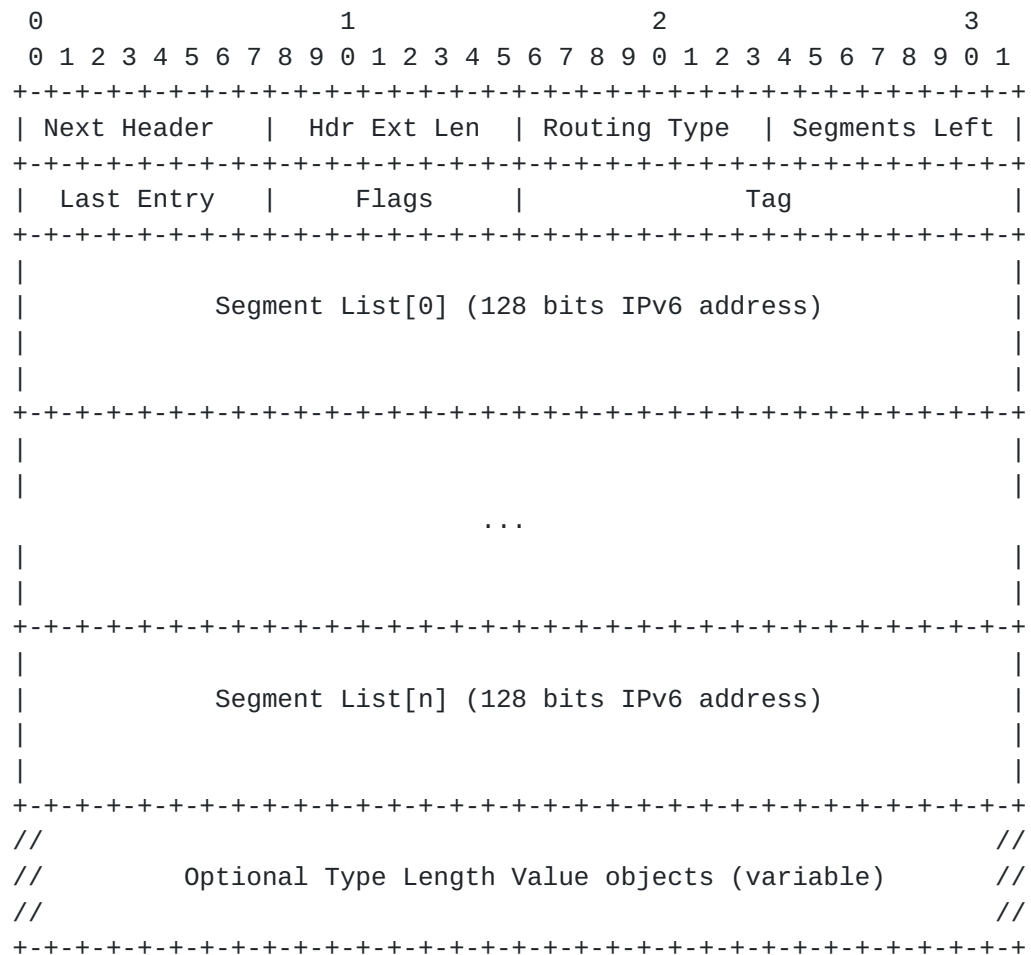 0                   1                   2                   3
 0 1 2 3 4 5 6 7 8 9 0 1 2 3 4 5 6 7 8 9 0 1 2 3 4 5 6 7 8 9 0 1
+-+-+-+-+-+-+-+-+-+-+-+-+-+-+-+-+-+-+-+-+-+-+-+-+-+-+-+-+-+-+-+-+
| Next Header   |  Hdr Ext Len  | Routing Type  | Segments Left |
+-+-+-+-+-+-+-+-+-+-+-+-+-+-+-+-+-+-+-+-+-+-+-+-+-+-+-+-+-+-+-+-+
|  Last Entry   |     Flags     |              Tag              |
+-+-+-+-+-+-+-+-+-+-+-+-+-+-+-+-+-+-+-+-+-+-+-+-+-+-+-+-+-+-+-+-+
|                                                               |
|            Segment List[0] (128 bits IPv6 address)            |
|                                                               |
|                                                               |
+-+-+-+-+-+-+-+-+-+-+-+-+-+-+-+-+-+-+-+-+-+-+-+-+-+-+-+-+-+-+-+-+
|                                                               |
|                                                               |
                              ...
|                                                               |
|                                                               |
+-+-+-+-+-+-+-+-+-+-+-+-+-+-+-+-+-+-+-+-+-+-+-+-+-+-+-+-+-+-+-+-+
|                                                               |
|            Segment List[n] (128 bits IPv6 address)            |
|                                                               |
|                                                               |
+-+-+-+-+-+-+-+-+-+-+-+-+-+-+-+-+-+-+-+-+-+-+-+-+-+-+-+-+-+-+-+-+
//                                                             //
//         Optional Type Length Value objects (variable)       //
//                                                             //
+-+-+-+-+-+-+-+-+-+-+-+-+-+-+-+-+-+-+-+-+-+-+-+-+-+-+-+-+-+-+-+-+